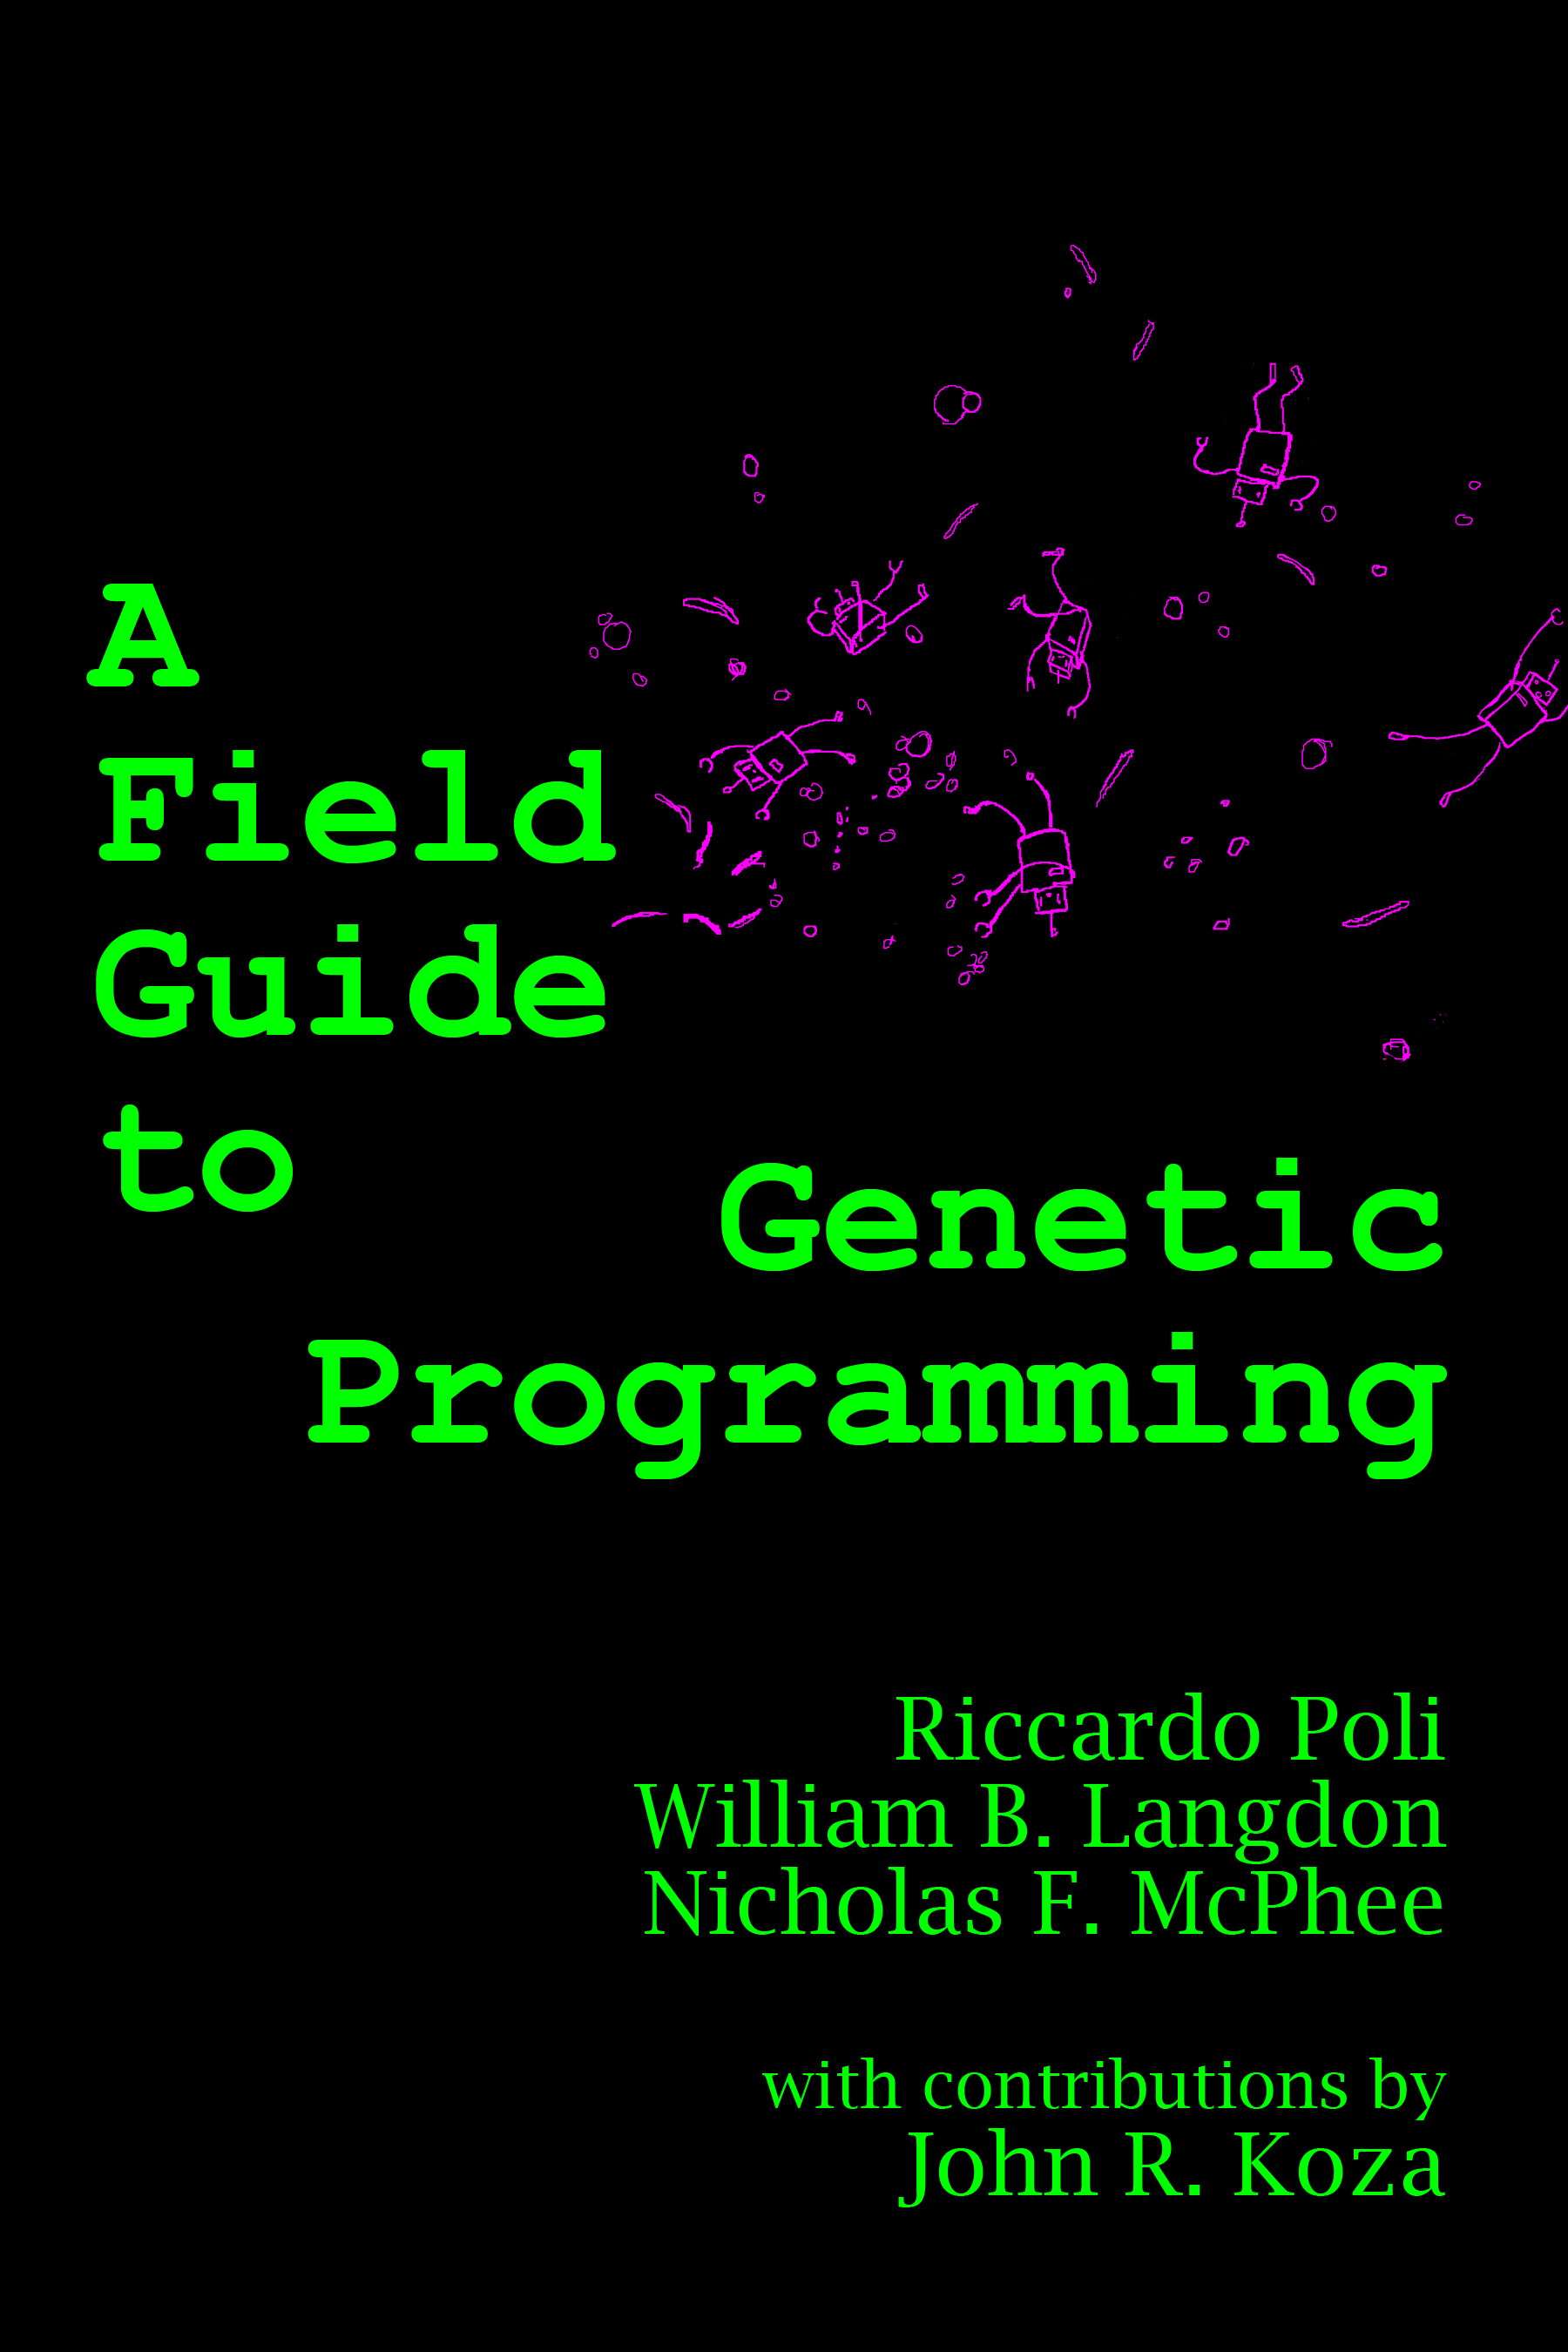 A
Field
Guide
to
Genetic
Programming
Riccardo Poli
William B. Langdon
Nicholas F. McPhee
with contributions by
John R. Koza